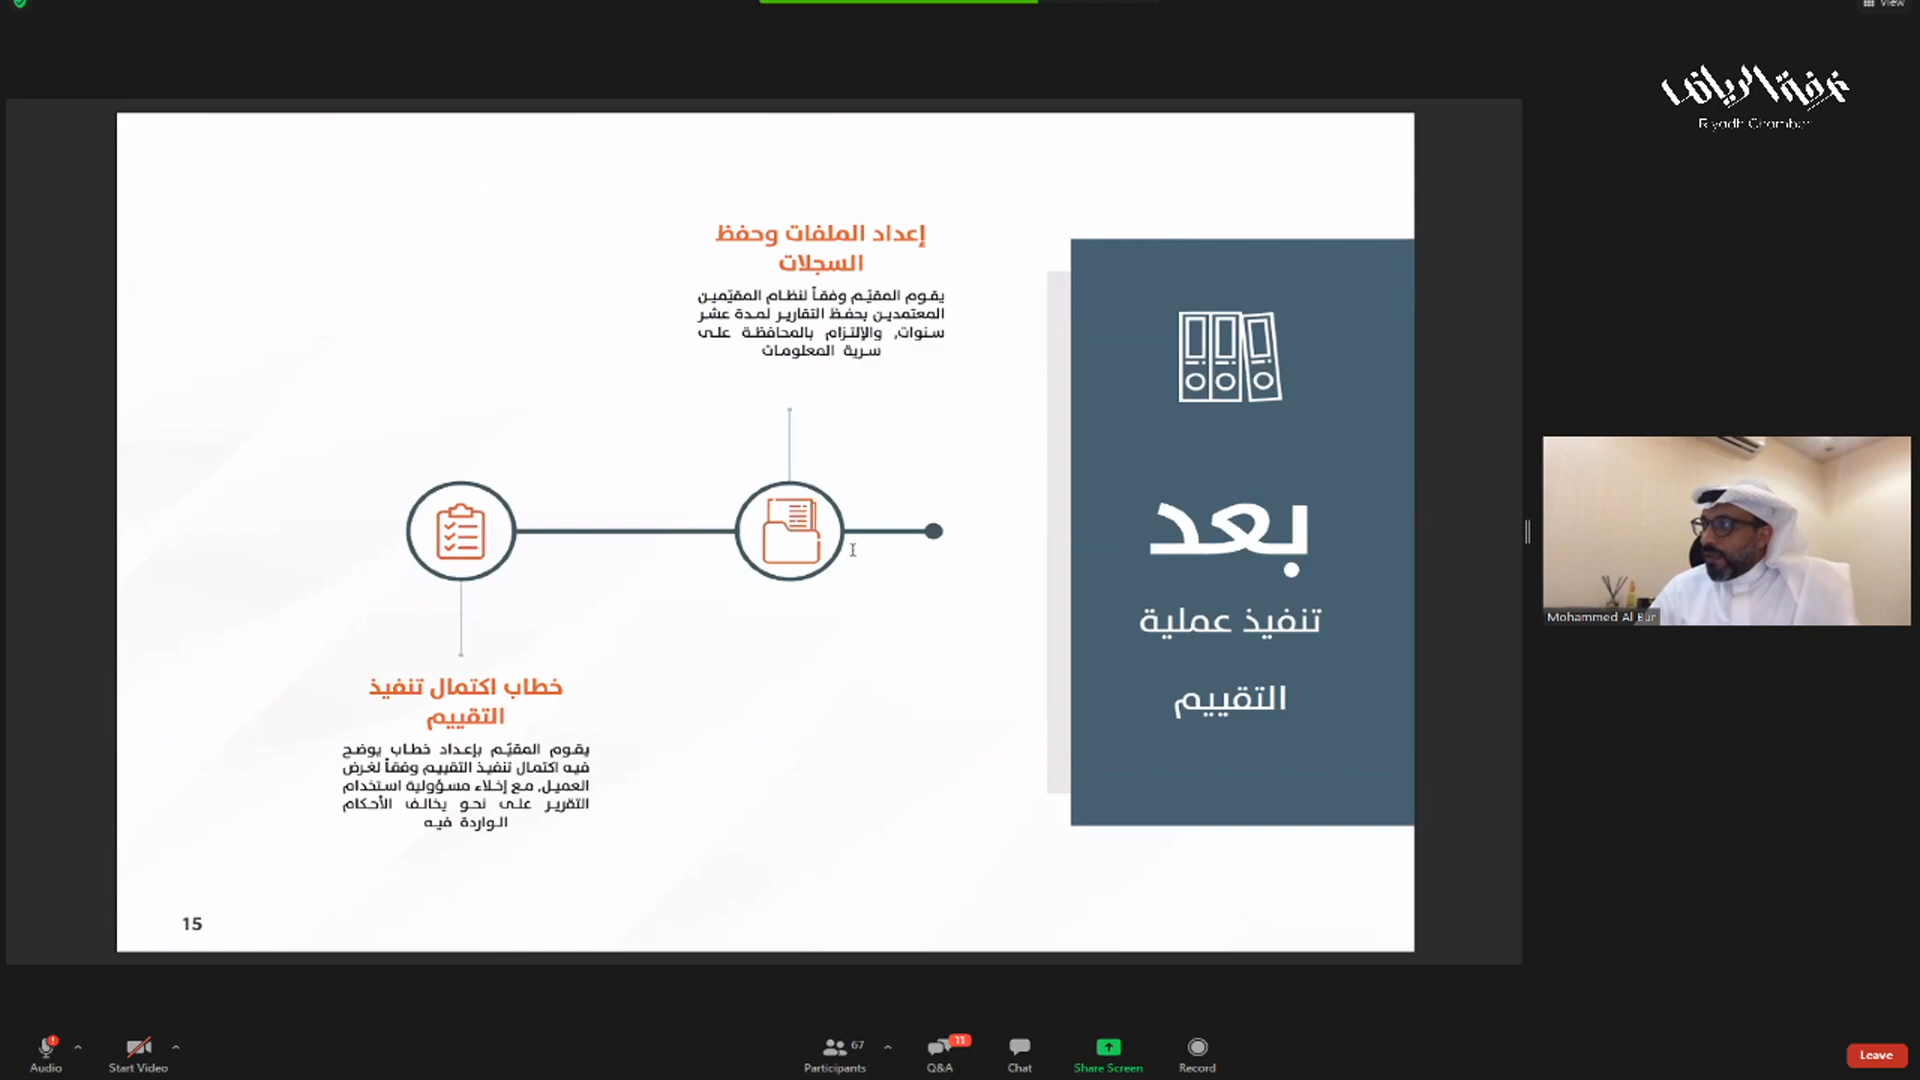 View
غرفة الرياض
Riyadh Chamber
إعداد الملفات وحفظ
السجلات
يقوم المقيّم وفقاً لنظام المقيّمين
المعتمدين بحفظ التقارير لمدة عشر
سنوات, والإلتزام بالمحافظة على
سرية المعلومات
بعد
تنفيذ عملية
التقييم
خطاب اكتمال تنفيذ
التقييم
يقوم المقيّم بإعداد خطاب يوضح
فيه اكتمال تنفيذ التقييم وفقاً لغرض
العميل, مع إخلاء مسؤولية استخدام
التقرير على نحو يخالف الأحكام
الواردة فيه
15
Mohammed Al
Audio
Start Video
67
Participants
11
Q&A
Chat
Share Screen
Record
Leave